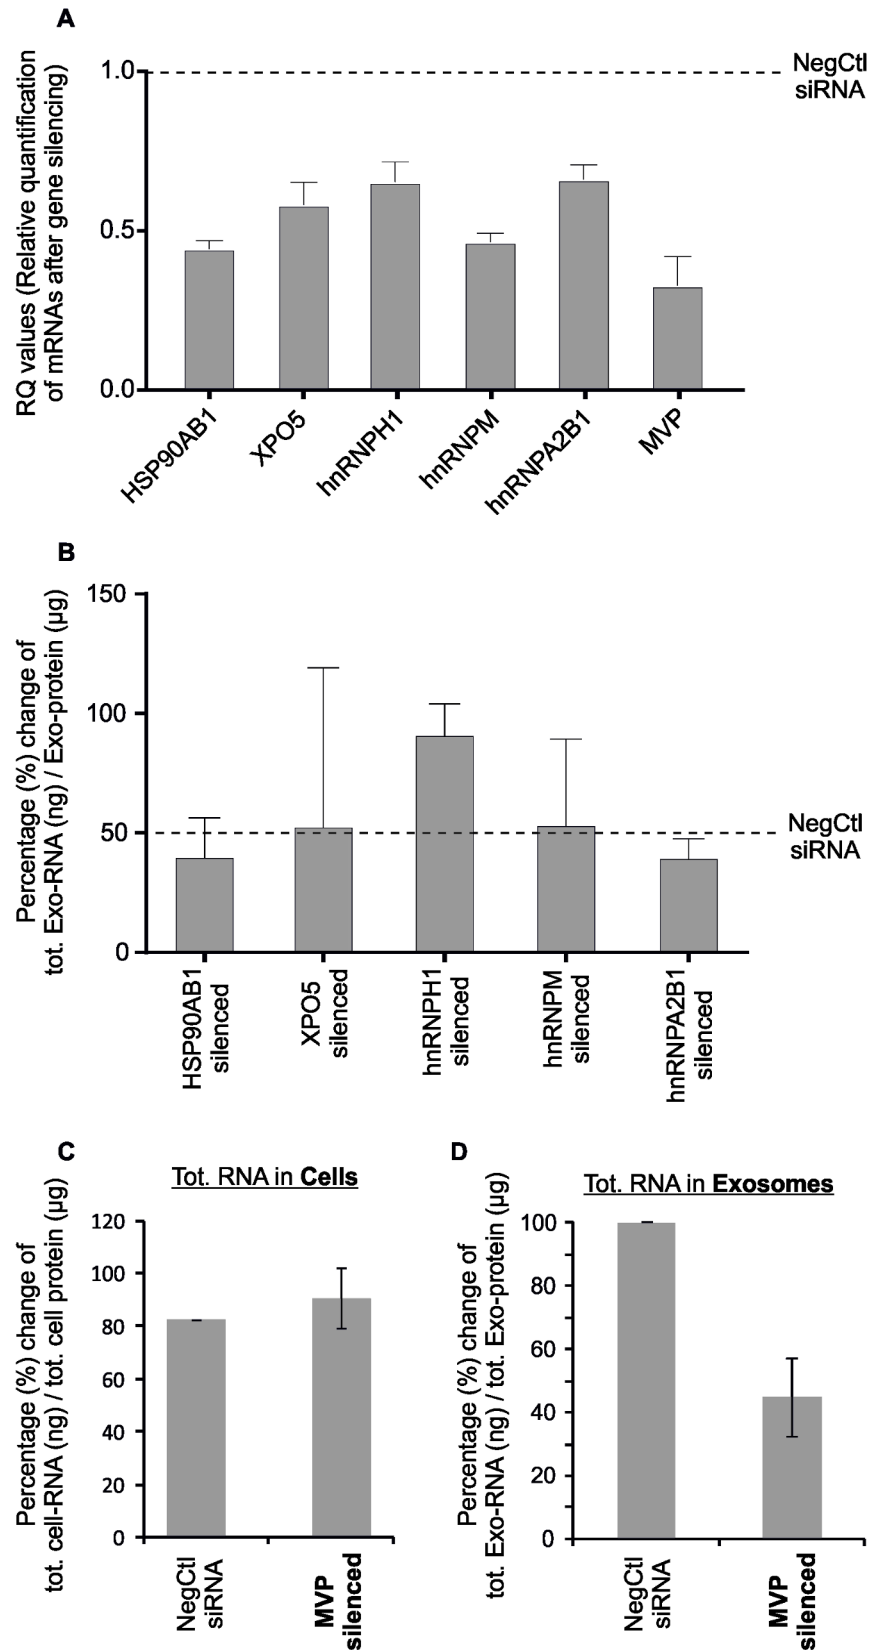 A
RQ values (Relative quantification
of mRNAs after gene silencing)
1.0
0.5
0.0
NegCtl
siRNA
HSP90AB1
XPO5
hnRNPH1
hnRNPM
hnRNPA2B1
MVP
B
Percentage (%) change of
tot. Exo-RNA (ng) / Exo-protein (µg)
150
100
50
0
NegCtl
siRNA
HSP90AB1
silenced
XPO5
silenced
hnRNPH1
silenced
hnRNPM
silenced
hnRNPA2B1
silenced
C
Tot. RNA in Cells
Percentage (%) change of
tot. cell-RNA (ng) / tot. cell protein (µg)
120
100
80
60
40
20
0
NegCtl
siRNA
MVP
silenced
D
Tot. RNA in Exosomes
Percentage (%) change of
tot. Exo-RNA (ng) / tot. Exo-protein (µg)
100
80
60
40
20
0
NegCtl
siRNA
MVP
silenced